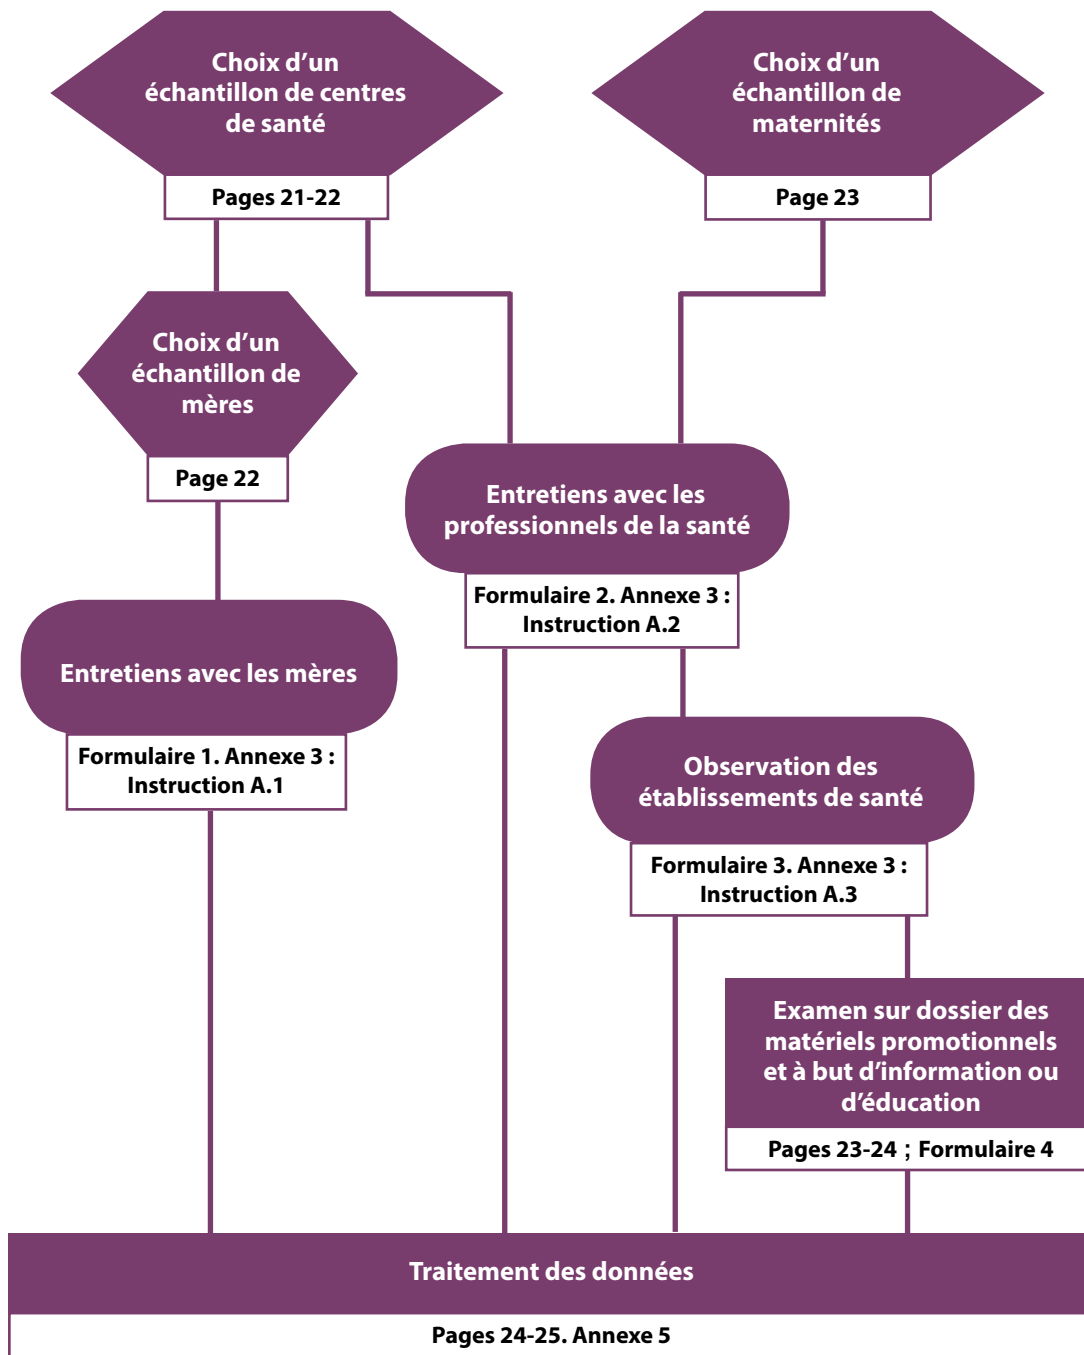 Choix d’un
échantillon de centres
de santé
Pages 21-22
Choix d’un
échantillon de
maternités
Page 23
Choix d’un
échantillon de
mères
Page 22
Entretiens avec les
professionnels de la santé
Formulaire 2. Annexe 3 :
Instruction A.2
Entretiens avec les mères
Formulaire 1. Annexe 3 :
Instruction A.1
Observation des
établissements de santé
Formulaire 3. Annexe 3 :
Instruction A.3
Examen sur dossier des
matériels promotionnels
et à but d’information ou
d’éducation
Pages 23-24 ; Formulaire 4
Traitement des données
Pages 24-25. Annexe 5